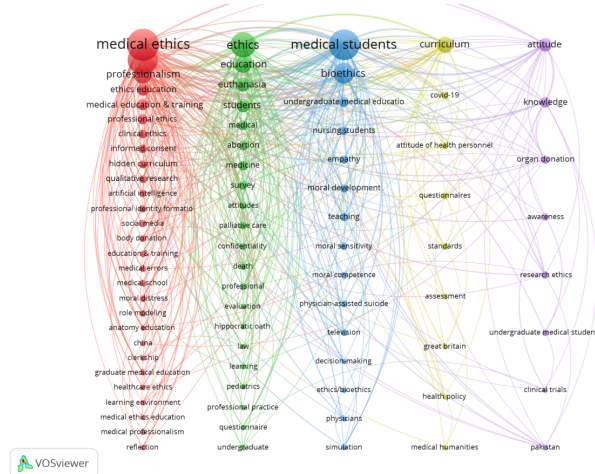 medical ethics
professionalism
ethics education
medical education & training
professional ethics
clinical ethics
informed consent
hidden curriculum
qualitative research
artificial intelligence
professional identity formatio
social media
body donation
education & training
medical errors
medical school
moral distress
role modeling
anatomy education
china
clerkship
graduate medical education
healthcare ethics
learning environment
medical ethics education
medical professionalism
reflection
ethics
education
euthanasia
students
medical
abortion
medicine
survey
attitudes
palliative care
confidentiality
death
professional
evaluation
hippocratic oath
law
learning
pediatrics
professional practice
questionnaire
undergraduate
medical students
bioethics
undergraduate medical educatio
nursing students
empathy
moral development
teaching
moral sensitivity
moral competence
physician-assisted suicide
television
decision-making
ethics/bioethics
physicians
simulation
curriculum
covid-19
attitude of health personnel
questionnaires
standards
assessment
great britain
health policy
medical humanities
attitude
knowledge
organ donation
awareness
research ethics
undergraduate medical studen
clinical trials
pakistan
VOSviewer